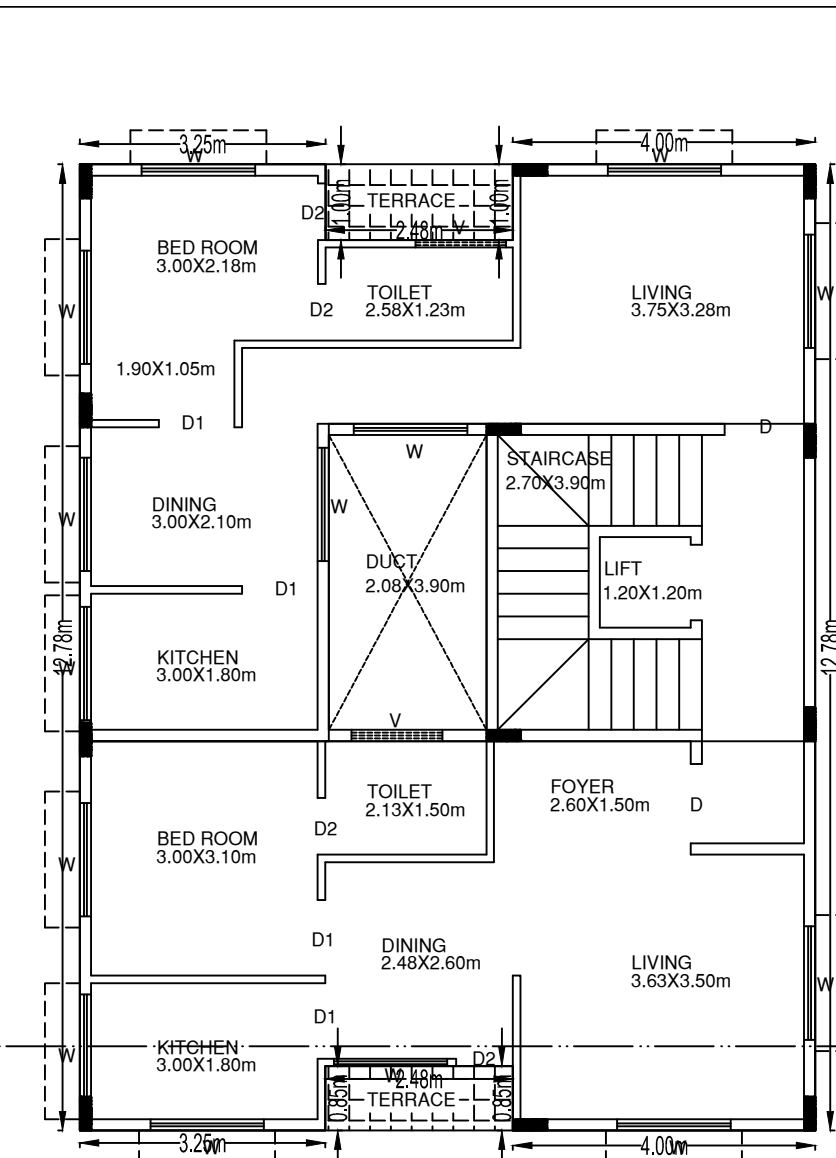 3.25m
W
4.00m
W
1.00m
TERRACE
1.00m
D2
2.48m
V
BED ROOM
3.00X2.18m
TOILET
2.58X1.23m
D2
LIVING
3.75X3.28m
W
W
1.90X1.05m
D1
D
W
STAIRCASE
2.70X3.90m
DINING
3.00X2.10m
W
W
DUCT
2.08X3.90m
LIFT
1.20X1.20m
D1
12.78m
12.78m
KITCHEN
3.00X1.80m
W
V
TOILET
2.13X1.50m
FOYER
2.60X1.50m
D
BED ROOM
3.00X3.10m
D2
W
D1
DINING
2.48X2.60m
LIVING
3.63X3.50m
W
D1
KITCHEN
3.00X1.80m
W
D2
W
2.48m
0.85m
TERRACE
0.85m
3.25m
W
4.00m
W